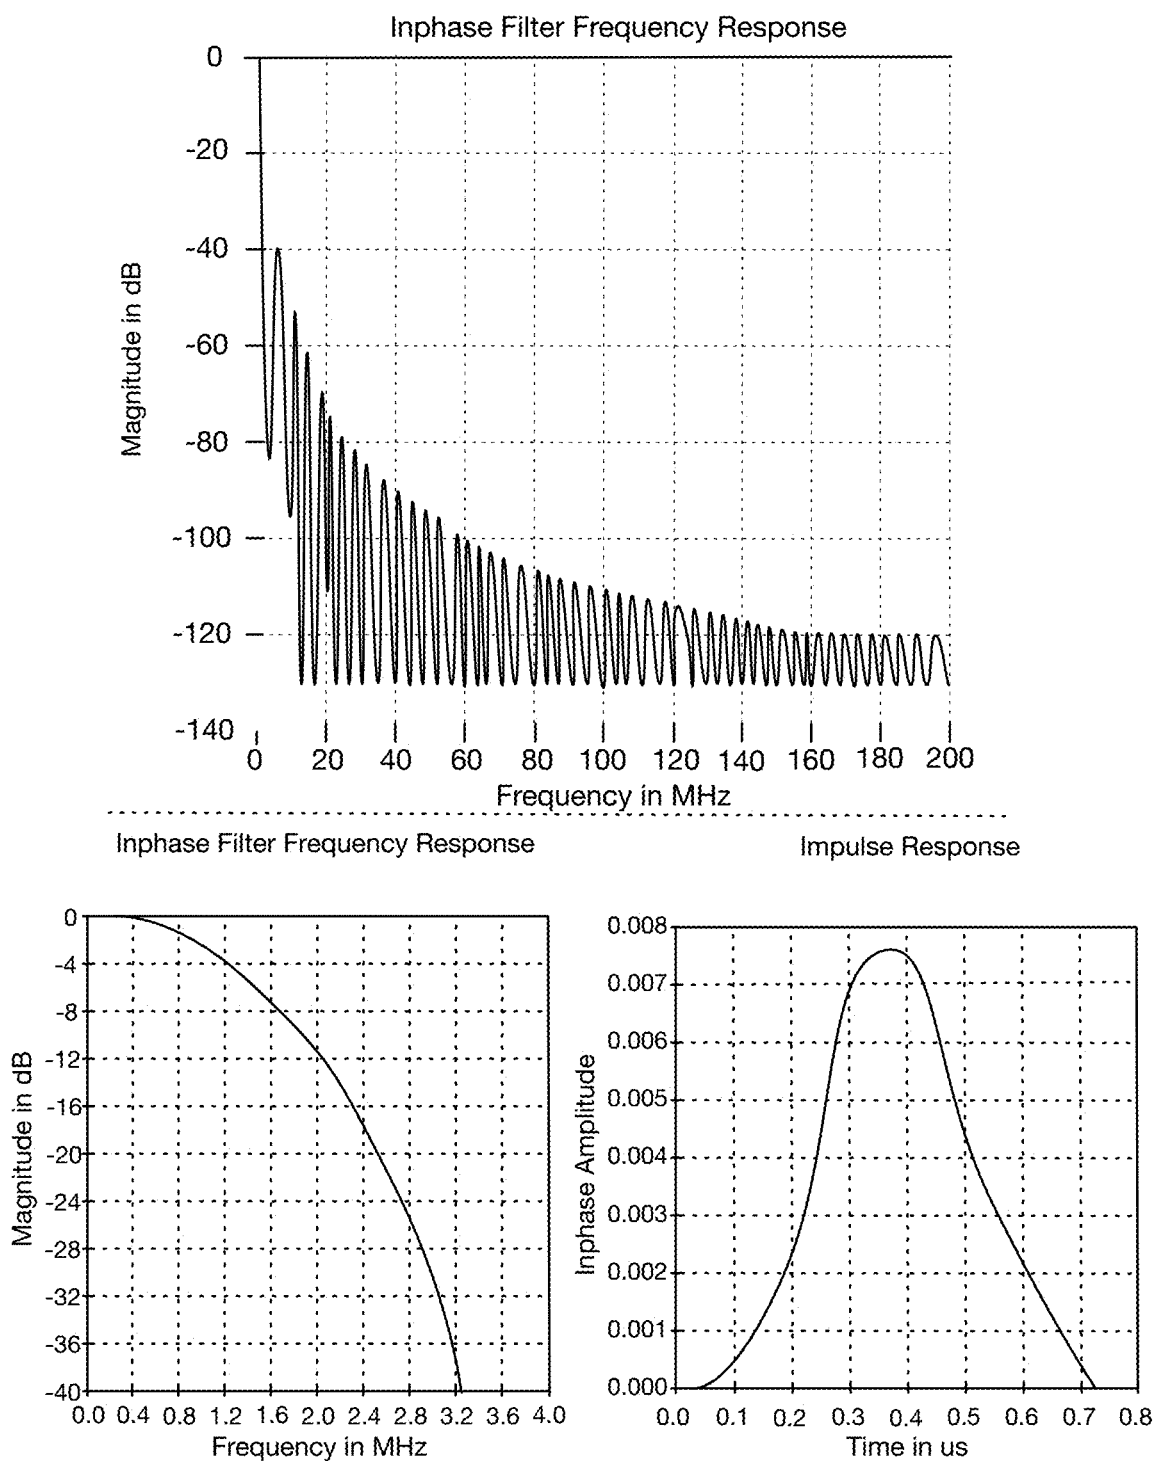 Inphase Filter Frequency Response
0
-20
-40
-60
-80
-100
-120
-140
Magnitude in dB
0 20 40 60 80 100 120 140 160 180 200
Frequency in MHz
Inphase Filter Frequency Response
0
-4
-8
-12
-16
-20
-24
-28
-32
-36
-40
Magnitude in dB
0.0 0.4 0.8 1.2 1.6 2.0 2.4 2.8 3.2 3.6 4.0
Frequency in MHz
Impulse Response
0.008
0.007
0.006
0.005
0.004
0.003
0.002
0.001
0.000
Inphase Amplitude
0.0 0.1 0.2 0.3 0.4 0.5 0.6 0.7 0.8
Time in us